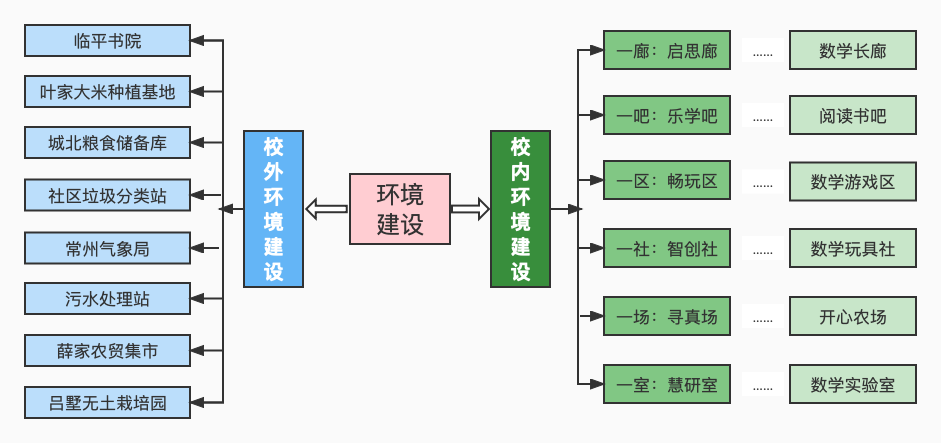 临平书院
叶家大米种植基地
城北粮食储备库
社区垃圾分类站
常州气象局
污水处理站
薛家农贸集市
吕墅无土栽培园
校外环境建设
环境
建设
校内环境建设
一廊：启思廊 …… 数学长廊
一吧：乐学吧 …… 阅读书吧
一区：畅玩区 …… 数学游戏区
一社：智创社 …… 数学玩具社
一场：寻真场 …… 开心农场
一室：慧研室 …… 数学实验室